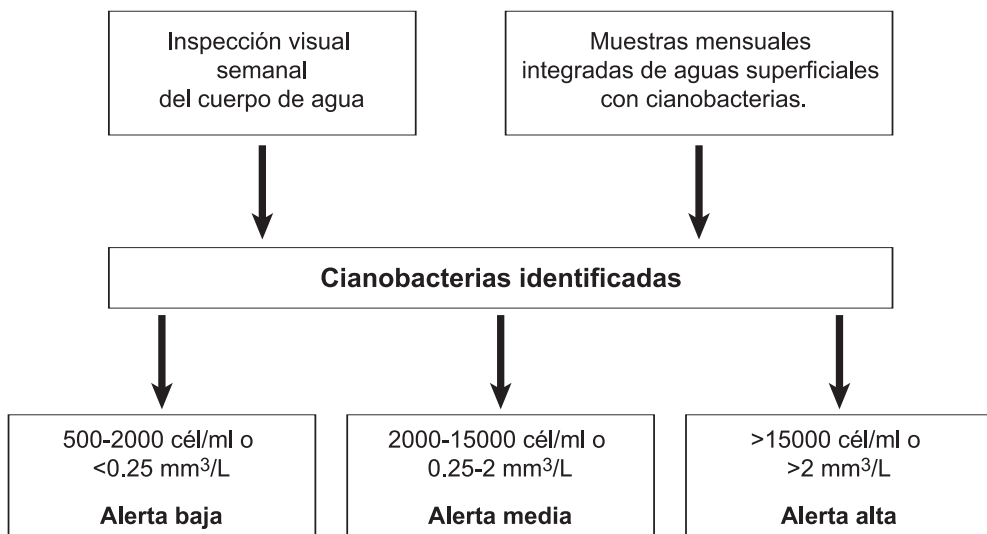 Inspección visual
semanal
del cuerpo de agua
Muestras mensuales
integradas de aguas superficiales
con cianobacterias.
Cianobacterias identificadas
500-2000 cél/ml o
<0.25 mm³/L
Alerta baja
2000-15000 cél/ml o
0.25-2 mm³/L
Alerta media
>15000 cél/ml o
>2 mm³/L
Alerta alta